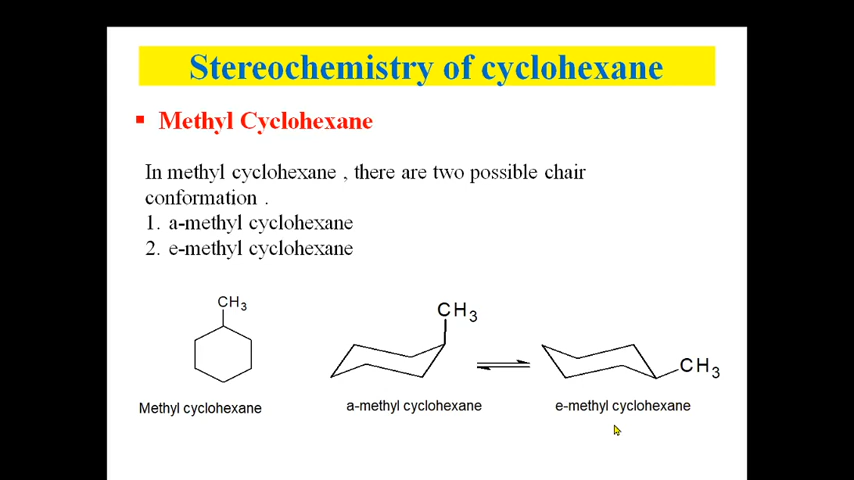 Stereochemistry of cyclohexane
▪ Methyl Cyclohexane
In methyl cyclohexane , there are two possible chair
conformation .
1. a-methyl cyclohexane
2. e-methyl cyclohexane
CH3
CH3
CH3
Methyl cyclohexane
a-methyl cyclohexane
e-methyl cyclohexane